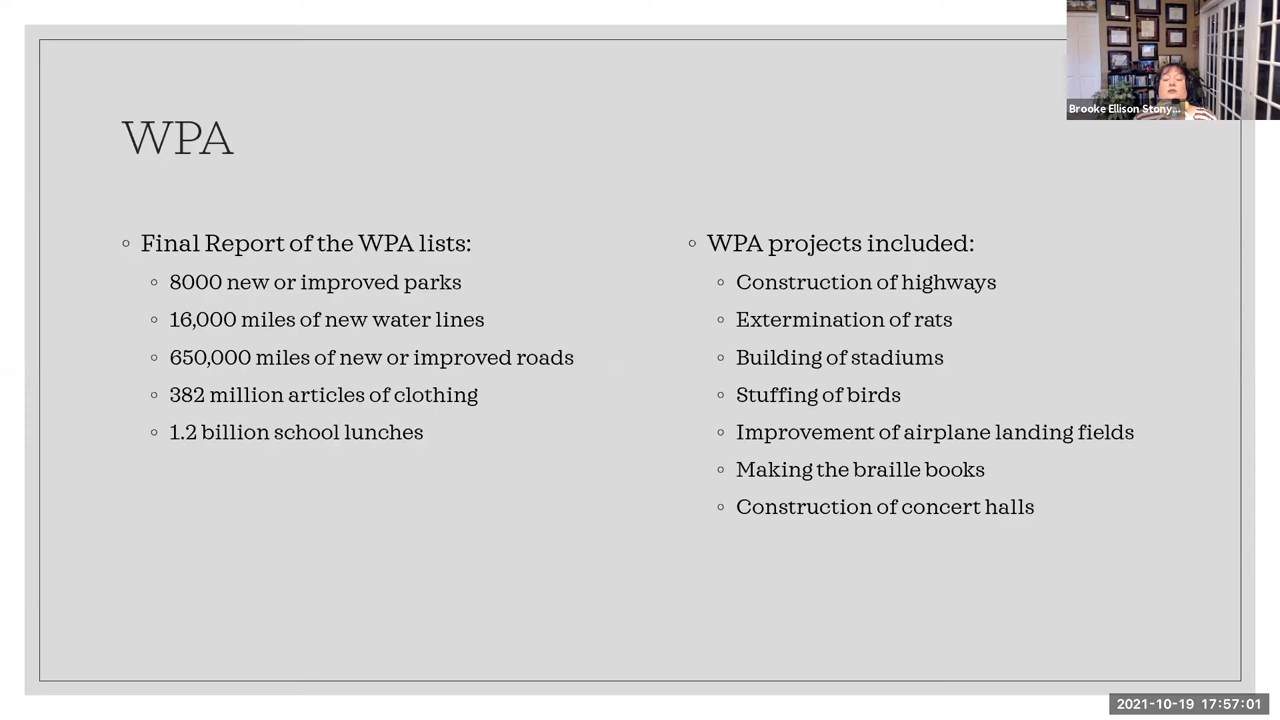 Brooke Ellison Stony...
WPA
Final Report of the WPA lists:
8000 new or improved parks
16,000 miles of new water lines
650,000 miles of new or improved roads
382 million articles of clothing
1.2 billion school lunches
WPA projects included:
Construction of highways
Extermination of rats
Building of stadiums
Stuffing of birds
Improvement of airplane landing fields
Making the braille books
Construction of concert halls
2021-10-19 17:57:01